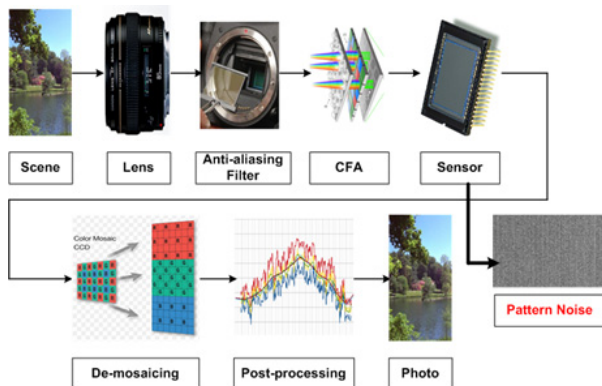 Scene
Lens
Anti-aliasing
Filter
CFA
Sensor
Color Mosaic
CCD
Pattern Noise
De-mosaicing
Post-processing
Photo